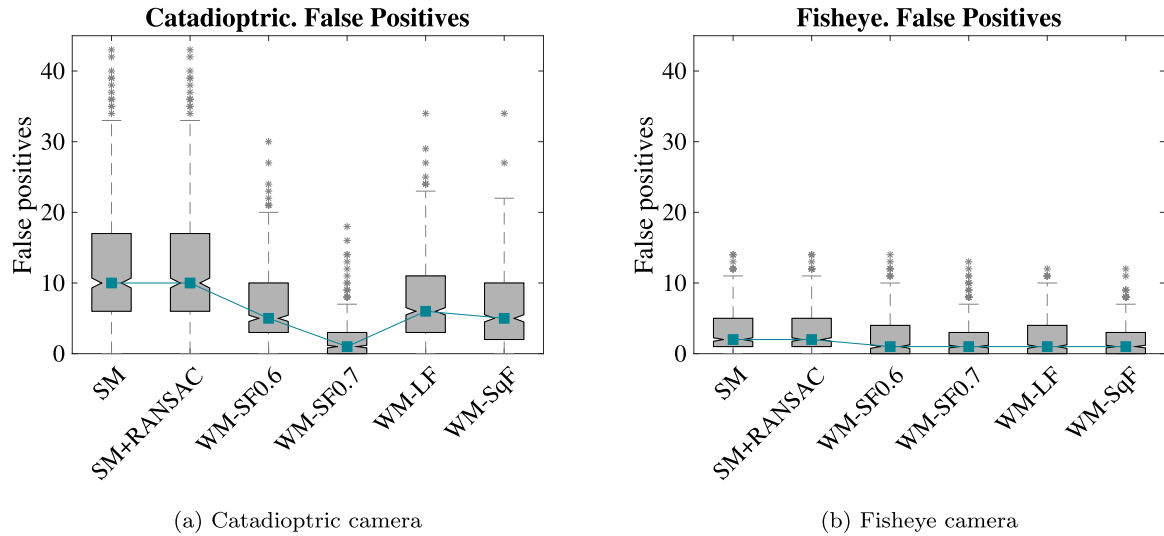 Catadioptric. False Positives
False positives
40
30
20
10
0
SM
SM+RANSAC
WM-SF0.6
WM-SF0.7
WM-LF
WM-SqF
(a) Catadioptric camera
Fisheye. False Positives
False positives
40
30
20
10
0
SM
SM+RANSAC
WM-SF0.6
WM-SF0.7
WM-LF
WM-SqF
(b) Fisheye camera